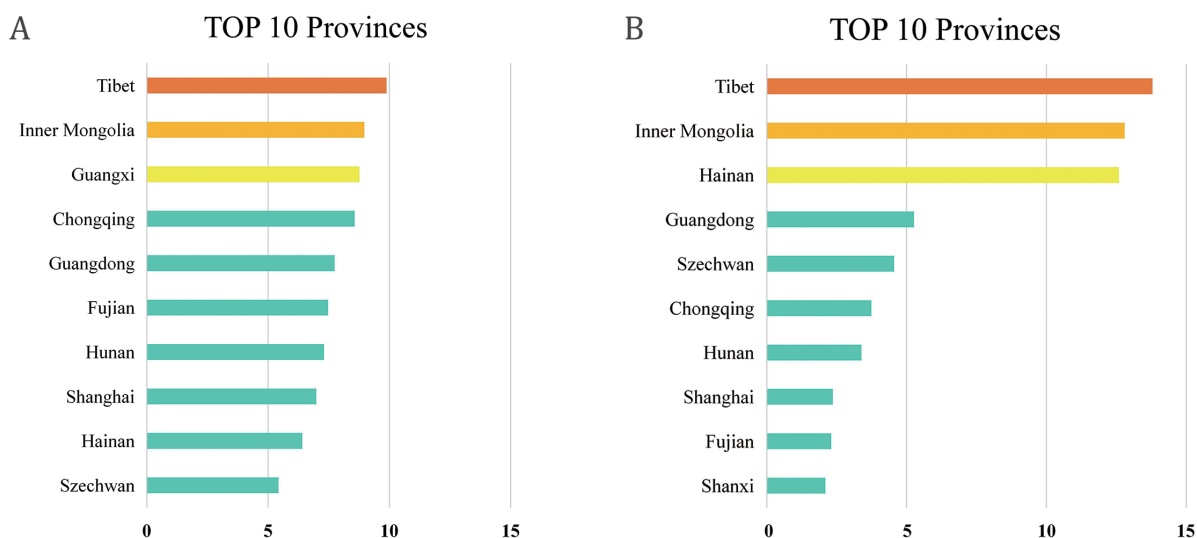 A
TOP 10 Provinces
Tibet
Inner Mongolia
Guangxi
Chongqing
Guangdong
Fujian
Hunan
Shanghai
Hainan
Szechwan
0 5 10 15
B
TOP 10 Provinces
Tibet
Inner Mongolia
Hainan
Guangdong
Szechwan
Chongqing
Hunan
Shanghai
Fujian
Shanxi
0 5 10 15